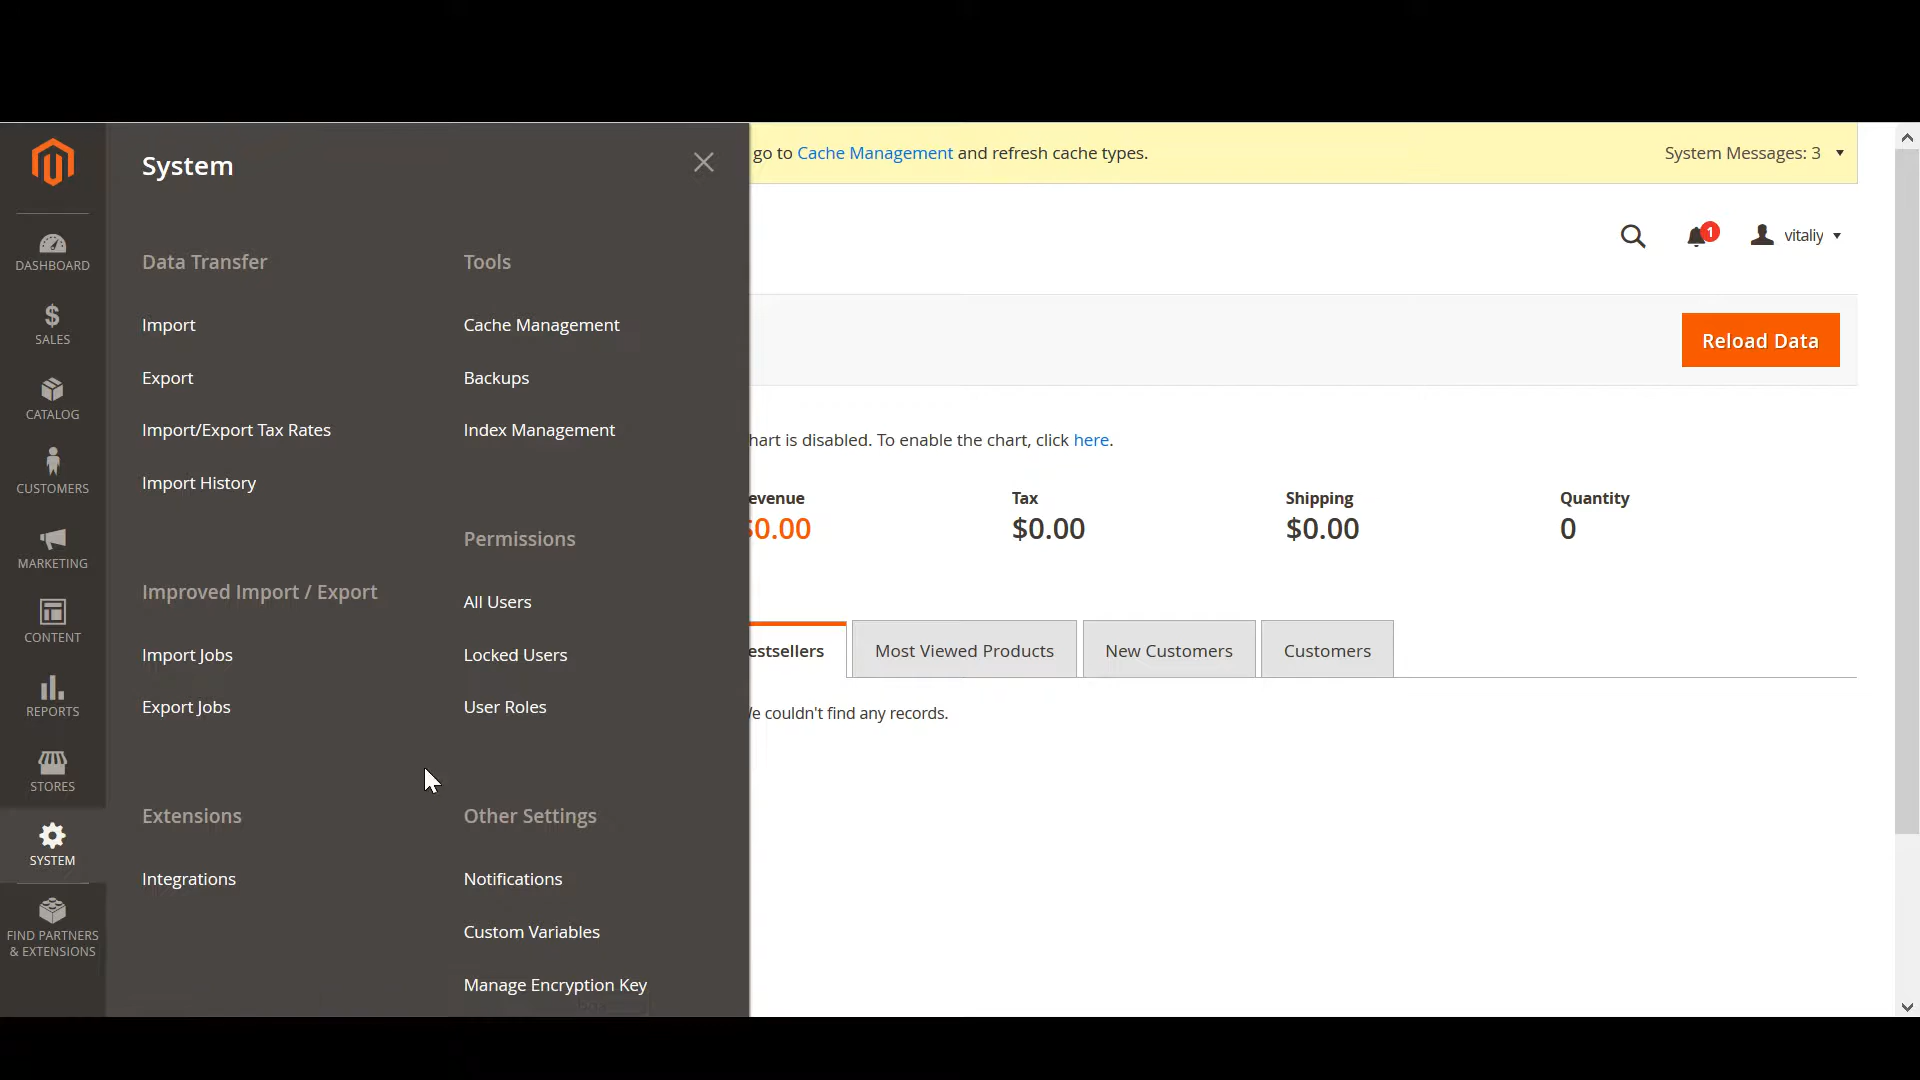 DASHBOARD
SALES
CATALOG
CUSTOMERS
MARKETING
CONTENT
REPORTS
STORES
SYSTEM
FIND PARTNERS
& EXTENSIONS
System
Data Transfer
Import
Export
Import/Export Tax Rates
Import History
Improved Import / Export
Import Jobs
Export Jobs
Extensions
Integrations
Tools
Cache Management
Backups
Index Management
Permissions
All Users
Locked Users
User Roles
Other Settings
Notifications
Custom Variables
Manage Encryption Key
go to Cache Management and refresh cache types.
System Messages: 3
1
vitaliy
Reload Data
hart is disabled. To enable the chart, click here.
evenue
$0.00
Tax
$0.00
Shipping
$0.00
Quantity
0
estsellers
Most Viewed Products
New Customers
Customers
e couldn't find any records.